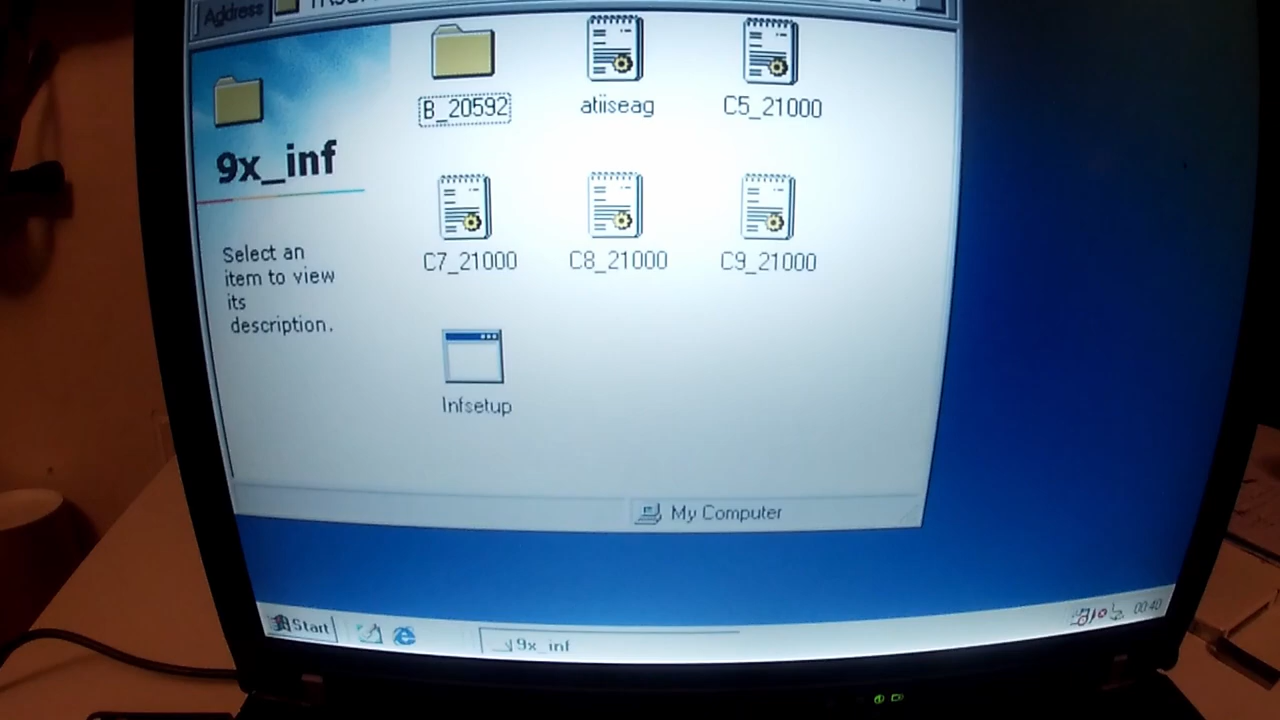 Address
B_20592
atiiseag
C5_21000
9x_inf
C7_21000
C8_21000
C9_21000
Select an
item to view
its
description.
Infsetup
My Computer
Start
9x_inf
00:40